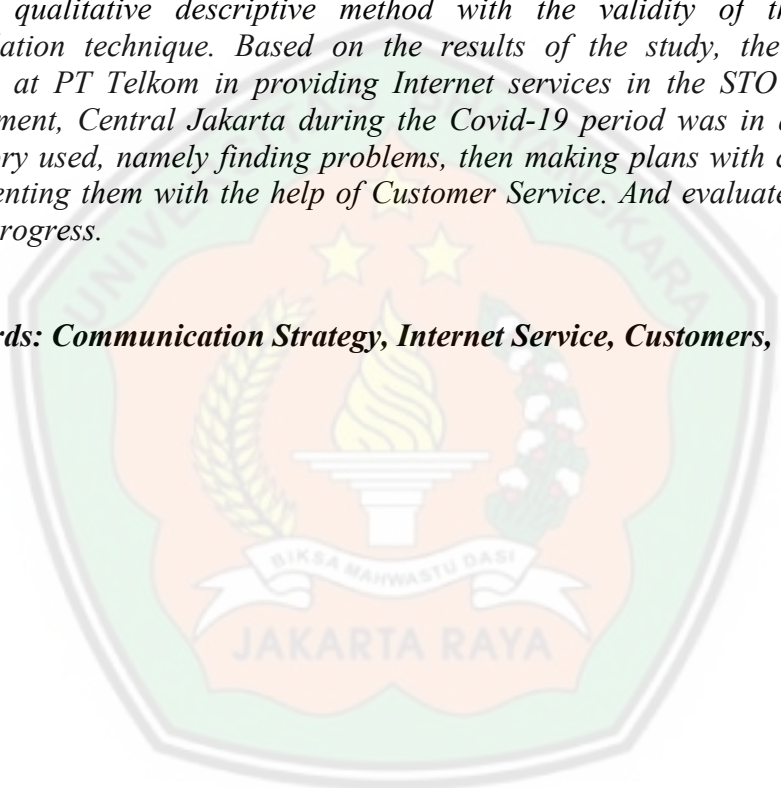 qualitative descriptive method with the validity of th
lation technique. Based on the results of the study, the
at PT Telkom in providing Internet services in the STO
ment, Central Jakarta during the Covid-19 period was in
ry used, namely finding problems, then making plans with
enting them with the help of Customer Service. And evaluate
rogress.
rds: Communication Strategy, Internet Service, Customers,
UNIVERSITAS BHAYANGKARA
BIKSA MAHWASTU DASI
JAKARTA RAYA